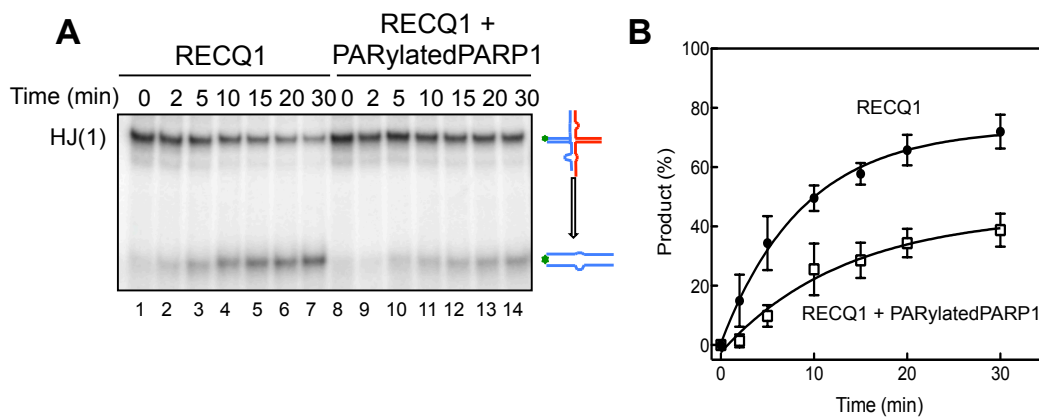 A
RECQ1
RECQ1 +
PARylatedPARP1
Time (min) 0 2 5 10 15 20 30 0 2 5 10 15 20 30
HJ(1)
1 2 3 4 5 6 7 8 9 10 11 12 13 14
B
Product (%)
100
80
60
40
20
0
RECQ1
RECQ1 + PARylatedPARP1
0 10 20 30
Time (min)